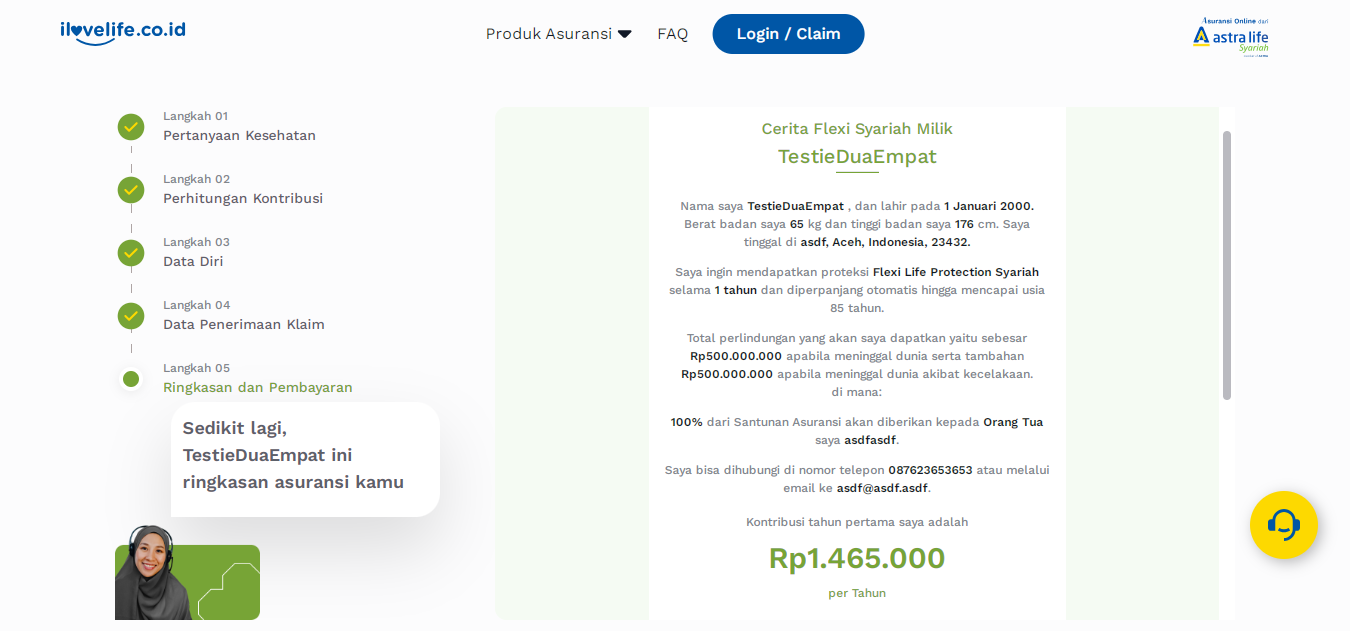 ilovelife.co.id
Produk Asuransi
FAQ
Login / Claim
Asuransi Online dari
astra life
Syariah
Langkah 01
Pertanyaan Kesehatan
Langkah 02
Perhitungan Kontribusi
Langkah 03
Data Diri
Langkah 04
Data Penerimaan Klaim
Langkah 05
Ringkasan dan Pembayaran
Sedikit lagi,
TestieDuaEmpat ini
ringkasan asuransi kamu
Cerita Flexi Syariah Milik
TestieDuaEmpat
Nama saya TestieDuaEmpat , dan lahir pada 1 Januari 2000.
Berat badan saya 65 kg dan tinggi badan saya 176 cm. Saya
tinggal di asdf, Aceh, Indonesia, 23432.
Saya ingin mendapatkan proteksi Flexi Life Protection Syariah
selama 1 tahun dan diperpanjang otomatis hingga mencapai usia
85 tahun.
Total perlindungan yang akan saya dapatkan yaitu sebesar
Rp500.000.000 apabila meninggal dunia serta tambahan
Rp500.000.000 apabila meninggal dunia akibat kecelakaan.
di mana:
100% dari Santunan Asuransi akan diberikan kepada Orang Tua
saya asdfasdf.
Saya bisa dihubungi di nomor telepon 087623653653 atau melalui
email ke asdf@asdf.asdf.
Kontribusi tahun pertama saya adalah
Rp1.465.000
per Tahun